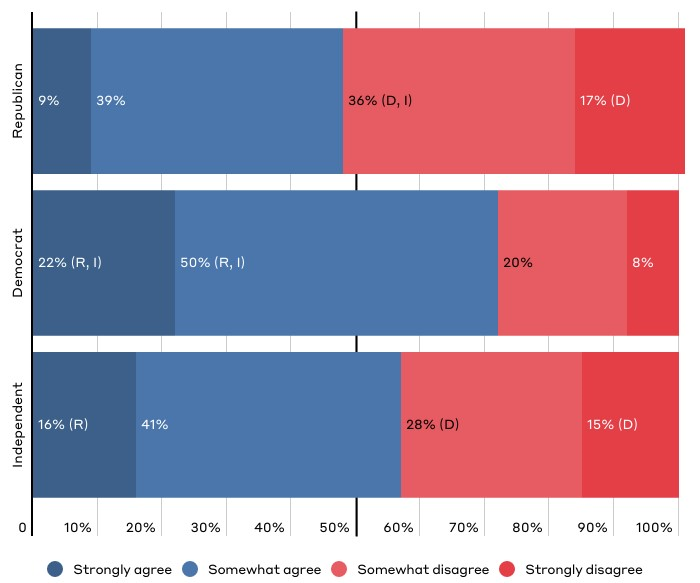 Republican
9%
39%
36% (D, I)
17% (D)
Democrat
22% (R, I)
50% (R, I)
20%
8%
Independent
16% (R)
41%
28% (D)
15% (D)
0 10% 20% 30% 40% 50% 60% 70% 80% 90% 100%
Strongly agree Somewhat agree Somewhat disagree Strongly disagree